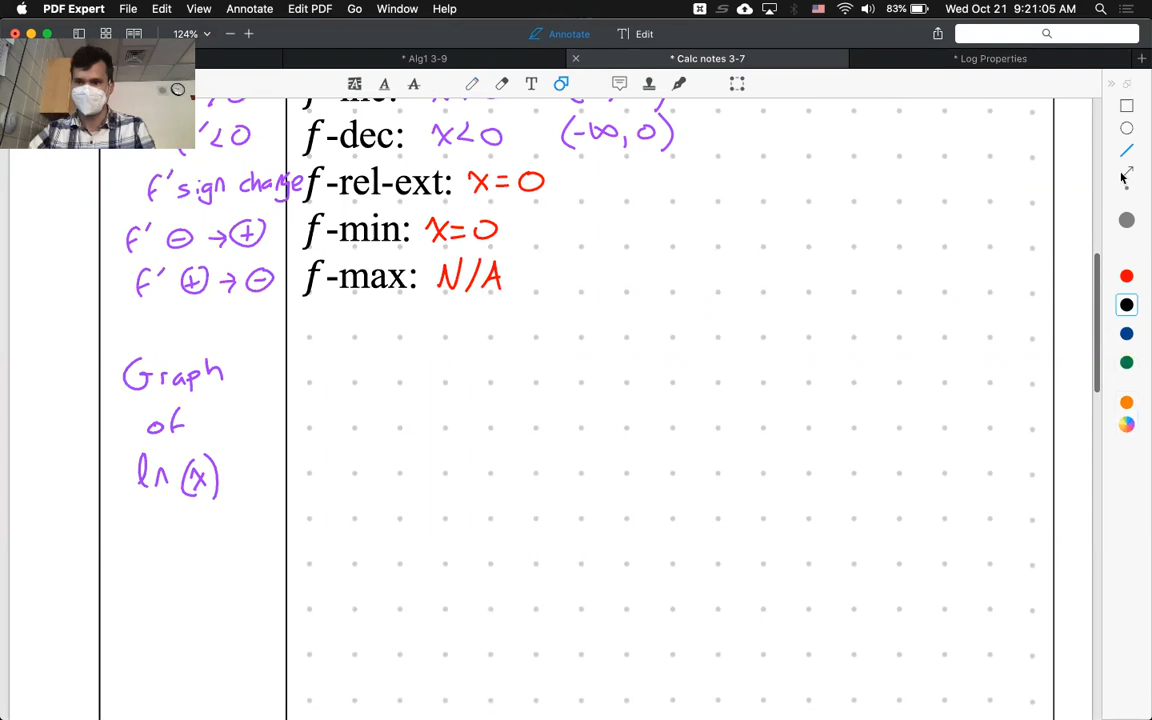 PDF Expert File Edit View Annotate Edit PDF Go Window Help 83% Wed Oct 21 9:21:05 AM
124% Annotate Edit
* Alg1 3-9 * Calc notes 3-7 * Log Properties
f-dec: x<0 (-∞, 0)
f' sign change f-rel-ext: x=0
f' ⊖ → ⊕ f-min: x=0
f' ⊕ → ⊖ f-max: N/A
Graph
of
ln (x)